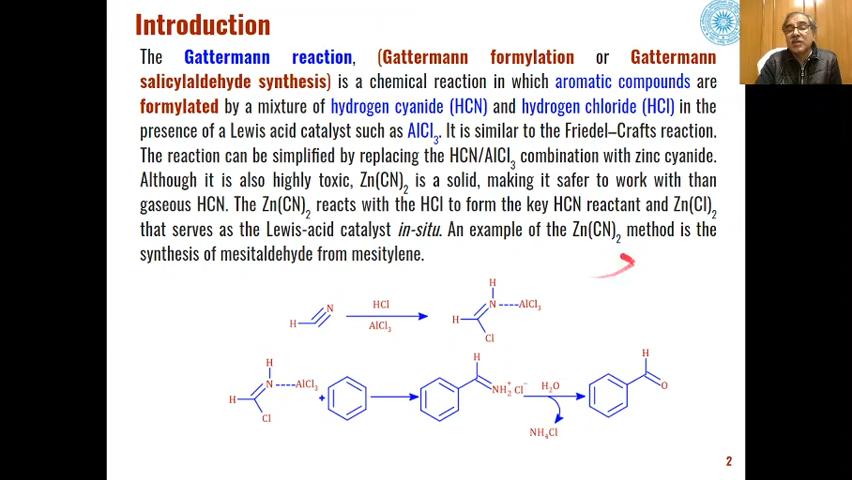 Introduction
The Gattermann reaction, (Gattermann formylation or Gattermann
salicylaldehyde synthesis) is a chemical reaction in which aromatic compounds are
formylated by a mixture of hydrogen cyanide (HCN) and hydrogen chloride (HCl) in the
presence of a Lewis acid catalyst such as AlCl₃. It is similar to the Friedel–Crafts reaction.
The reaction can be simplified by replacing the HCN/AlCl₃ combination with zinc cyanide.
Although it is also highly toxic, Zn(CN)₂ is a solid, making it safer to work with than
gaseous HCN. The Zn(CN)₂ reacts with the HCl to form the key HCN reactant and Zn(Cl)₂
that serves as the Lewis-acid catalyst in-situ. An example of the Zn(CN)₂ method is the
synthesis of mesitaldehyde from mesitylene.
H N HCl AlCl₃ H N AlCl₃ H Cl
H N AlCl₃ H Cl + H NH₂⁺ Cl⁻ H₂O NH₄Cl H O
2